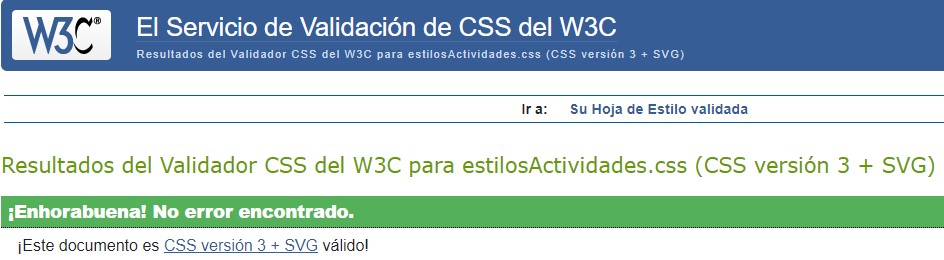 W3C®
El Servicio de Validación de CSS del W3C
Resultados del Validador CSS del W3C para estilosActividades.css (CSS versión 3 + SVG)
Ir a: Su Hoja de Estilo validada
Resultados del Validador CSS del W3C para estilosActividades.css (CSS versión 3 + SVG)
¡Enhorabuena! No error encontrado.
¡Este documento es CSS versión 3 + SVG válido!